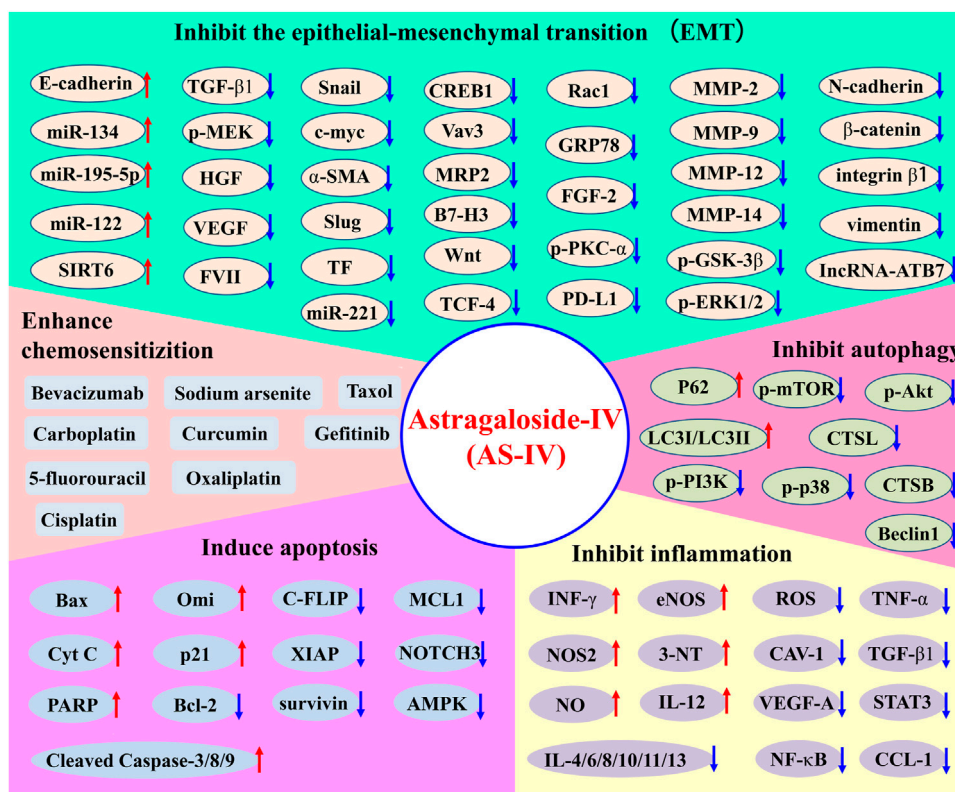 Inhibit the epithelial-mesenchymal transition （EMT）
E-cadherin
miR-134
miR-195-5p
miR-122
SIRT6
TGF-β1
p-MEK
HGF
VEGF
FVII
Snail
c-myc
α-SMA
Slug
TF
miR-221
CREB1
Vav3
MRP2
B7-H3
Wnt
TCF-4
Rac1
GRP78
FGF-2
p-PKC-α
PD-L1
MMP-2
MMP-9
MMP-12
MMP-14
p-GSK-3β
p-ERK1/2
N-cadherin
β-catenin
integrin β1
vimentin
lncRNA-ATB7
Enhance
chemosensitizition
Bevacizumab
Sodium arsenite
Taxol
Carboplatin
Curcumin
Gefitinib
5-fluorouracil
Oxaliplatin
Cisplatin
Astragaloside-IV
(AS-IV)
Inhibit autophagy
P62
p-mTOR
p-Akt
LC3I/LC3II
CTSL
p-PI3K
p-p38
CTSB
Beclin1
Induce apoptosis
Bax
Omi
C-FLIP
MCL1
Cyt C
p21
XIAP
NOTCH3
PARP
Bcl-2
survivin
AMPK
Cleaved Caspase-3/8/9
Inhibit inflammation
INF-γ
eNOS
ROS
TNF-α
NOS2
3-NT
CAV-1
TGF-β1
NO
IL-12
VEGF-A
STAT3
IL-4/6/8/10/11/13
NF-κB
CCL-1